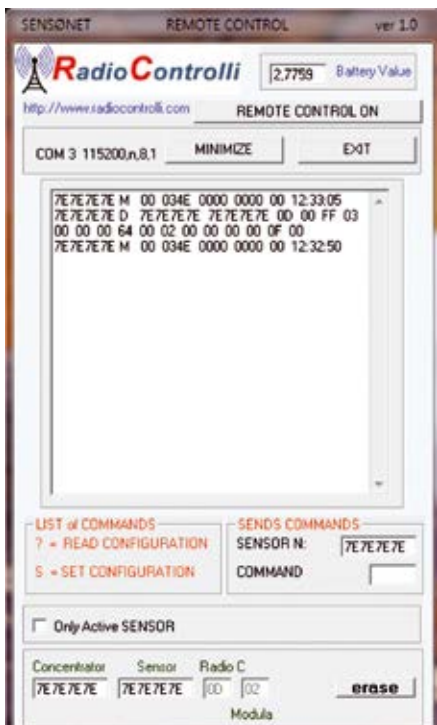 SENSØNET REMOTE CONTROL ver 1.0
RadioControlli 2,7759 Battery Value
http://www.radiocontrolli.com REMOTE CONTROL ON
COM 3 115200,n,8,1 MINIMIZE EXIT
7E7E7E7E M 00 034E 0000 0000 00 12:33:05
7E7E7E7E D 7E7E7E7E 7E7E7E7E 0D 00 FF 03
00 00 00 64 00 02 00 00 00 00 0F 00
7E7E7E7E M 00 034E 0000 0000 00 12:32:50
LIST of COMMANDS SENDS COMMANDS
? = READ CONFIGURATION SENSOR N: 7E7E7E7E
S = SET CONFIGURATION COMMAND
Only Active SENSOR
Concentrator Sensor Radio C
7E7E7E7E 7E7E7E7E 0D 02 erase
Modula